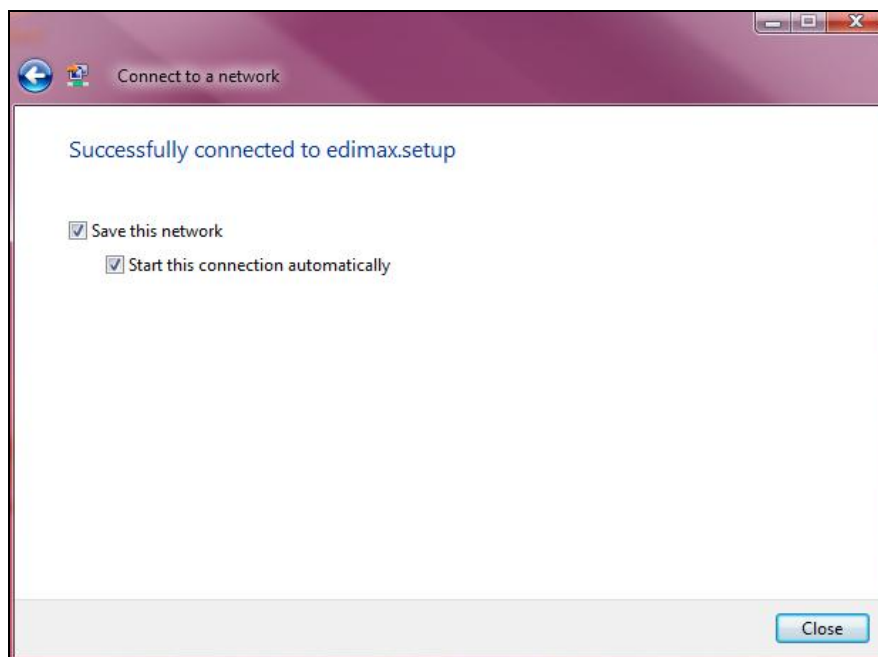 Connect to a network
Successfully connected to edimax.setup
Save this network
Start this connection automatically
Close